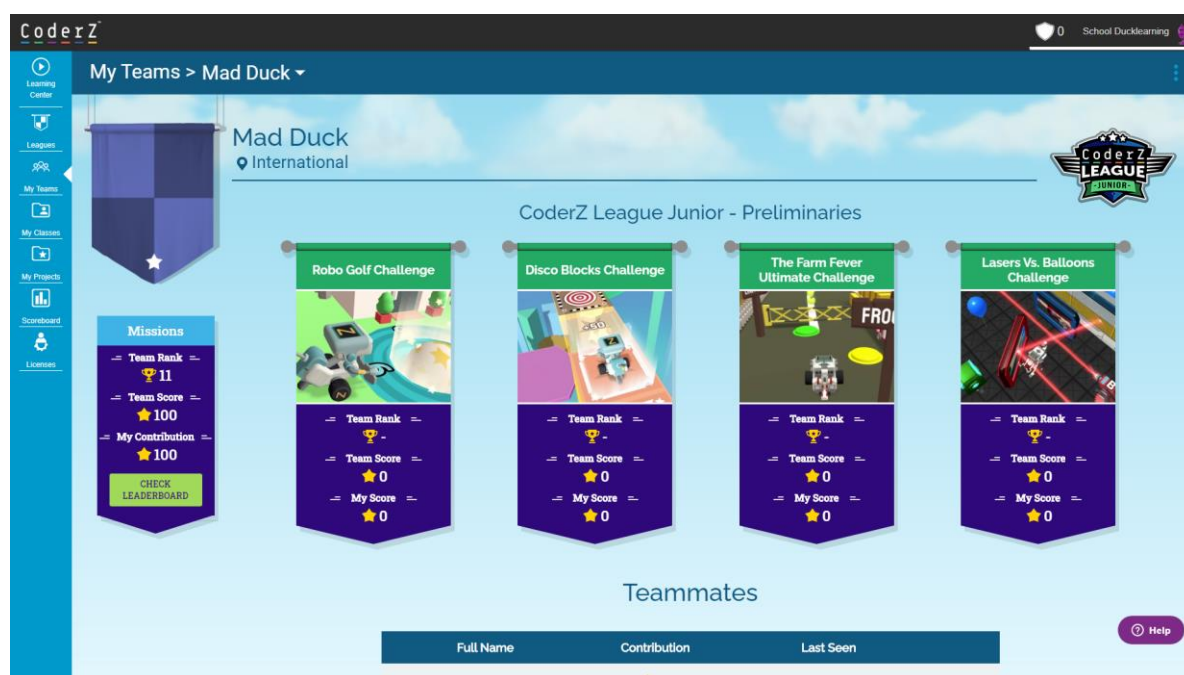 CoderZ
0
School Ducklearning
Learning
Center
Leagues
My Teams
My Classes
My Projects
Scoreboard
Licenses
My Teams > Mad Duck
Mad Duck
International
CoderZ
LEAGUE
- JUNIOR -
CoderZ League Junior - Preliminaries
Missions
Team Rank
11
Team Score
100
My Contribution
100
CHECK
LEADERBOARD
Robo Golf Challenge
Team Rank
-
Team Score
0
My Score
0
Disco Blocks Challenge
Team Rank
-
Team Score
0
My Score
0
The Farm Fever
Ultimate Challenge
Team Rank
-
Team Score
0
My Score
0
Lasers Vs. Balloons
Challenge
Team Rank
-
Team Score
0
My Score
0
Teammates
Full Name Contribution Last Seen
Help